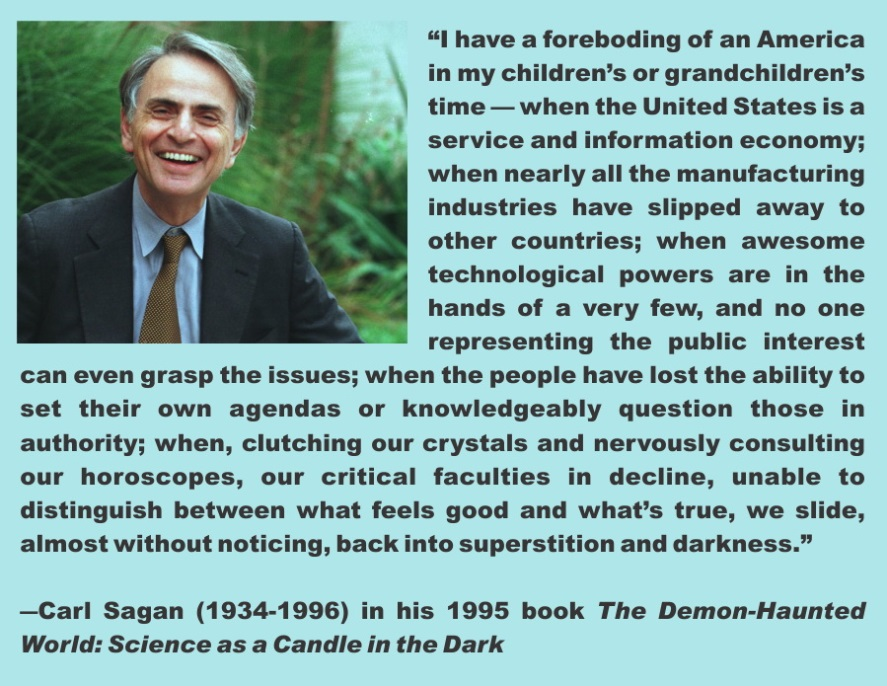 “I have a foreboding of an America
in my children’s or grandchildren’s
time — when the United States is a
service and information economy;
when nearly all the manufacturing
industries have slipped away to
other countries; when awesome
technological powers are in the
hands of a very few, and no one
representing the public interest
can even grasp the issues; when the people have lost the ability to
set their own agendas or knowledgeably question those in
authority; when, clutching our crystals and nervously consulting
our horoscopes, our critical faculties in decline, unable to
distinguish between what feels good and what’s true, we slide,
almost without noticing, back into superstition and darkness.”
—Carl Sagan (1934-1996) in his 1995 book The Demon-Haunted
World: Science as a Candle in the Dark